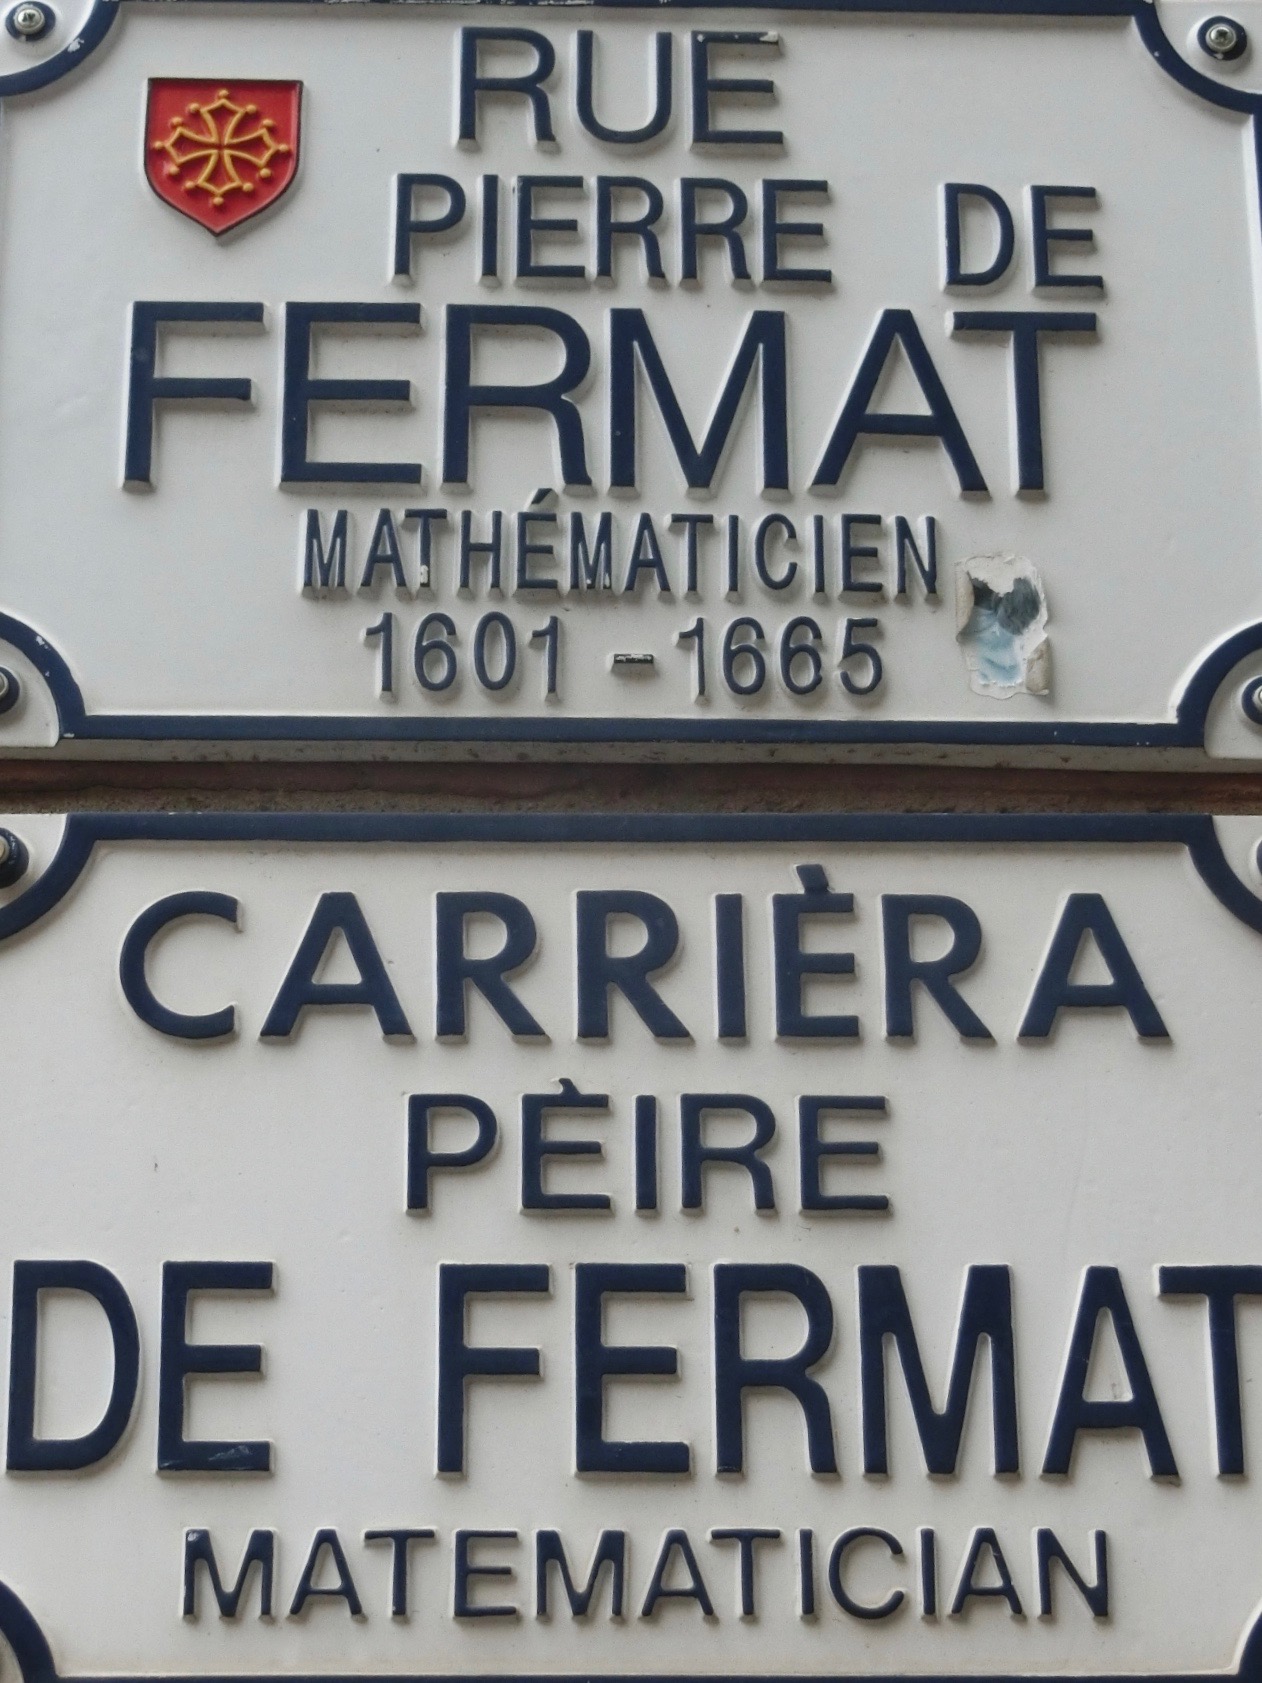 RUE
PIERRE DE
FERMAT
MATHÉMATICIEN
1601 - 1665
CARRIÈRA
PÈIRE
DE FERMAT
MATEMATICIAN